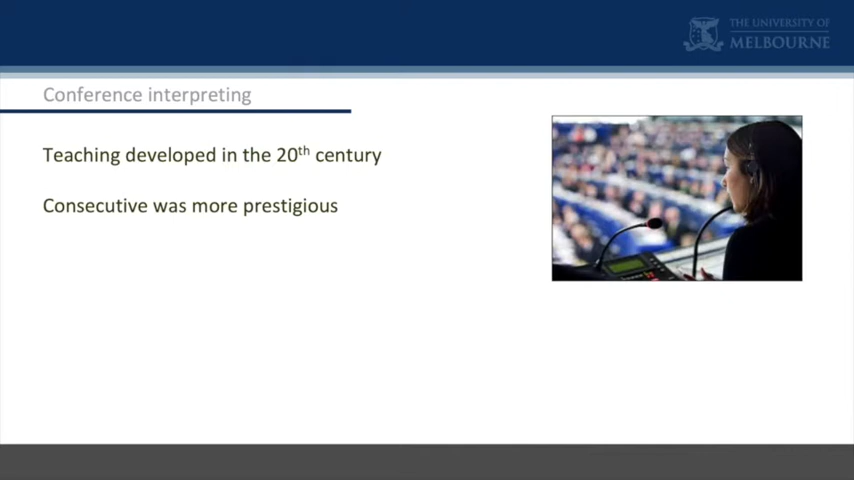 THE UNIVERSITY OF
MELBOURNE
Conference interpreting
Teaching developed in the 20th century
Consecutive was more prestigious